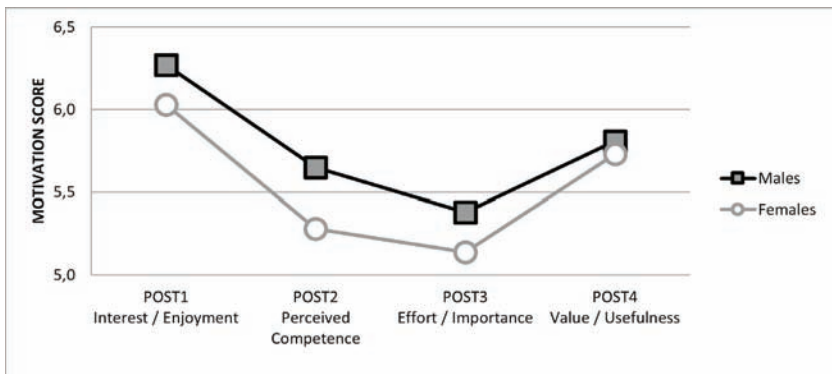 6,5
6,0
5,5
5,0
MOTIVATION SCORE
POST1
Interest / Enjoyment
POST2
Perceived
Competence
POST3
Effort / Importance
POST4
Value / Usefulness
Males
Females